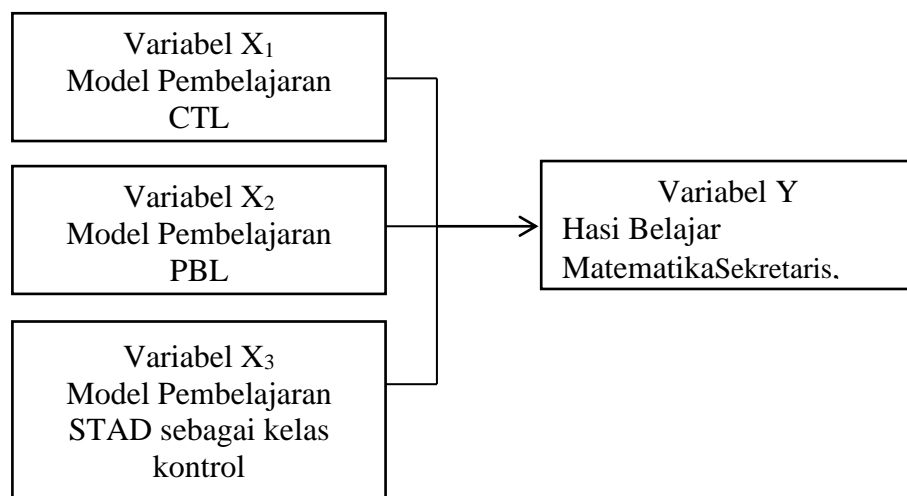 Variabel X₁
Model Pembelajaran
CTL
Variabel X₂
Model Pembelajaran
PBL
Variabel X₃
Model Pembelajaran
STAD sebagai kelas
kontrol
Variabel Y
Hasi Belajar
MatematikaSekretaris.